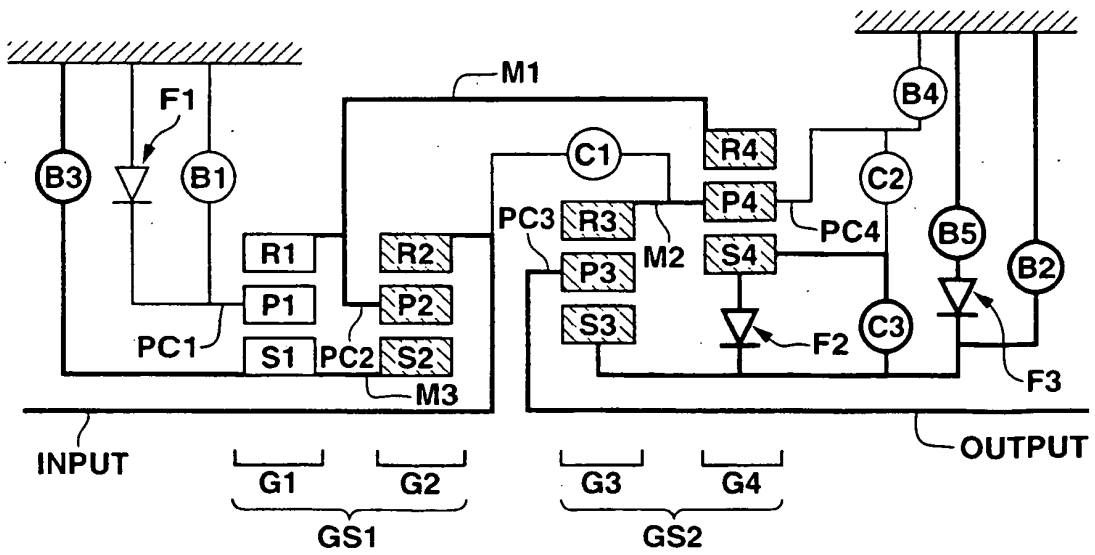 M1
F1
B4
B3
B1
C1
R4
C2
PC3
R3
P4
M2
PC4
B5
R1
R2
S4
B2
P3
P1
P2
PC1
PC2
S3
F2
C3
S1
S2
M3
F3
INPUT
OUTPUT
G1
G2
G3
G4
GS1
GS2